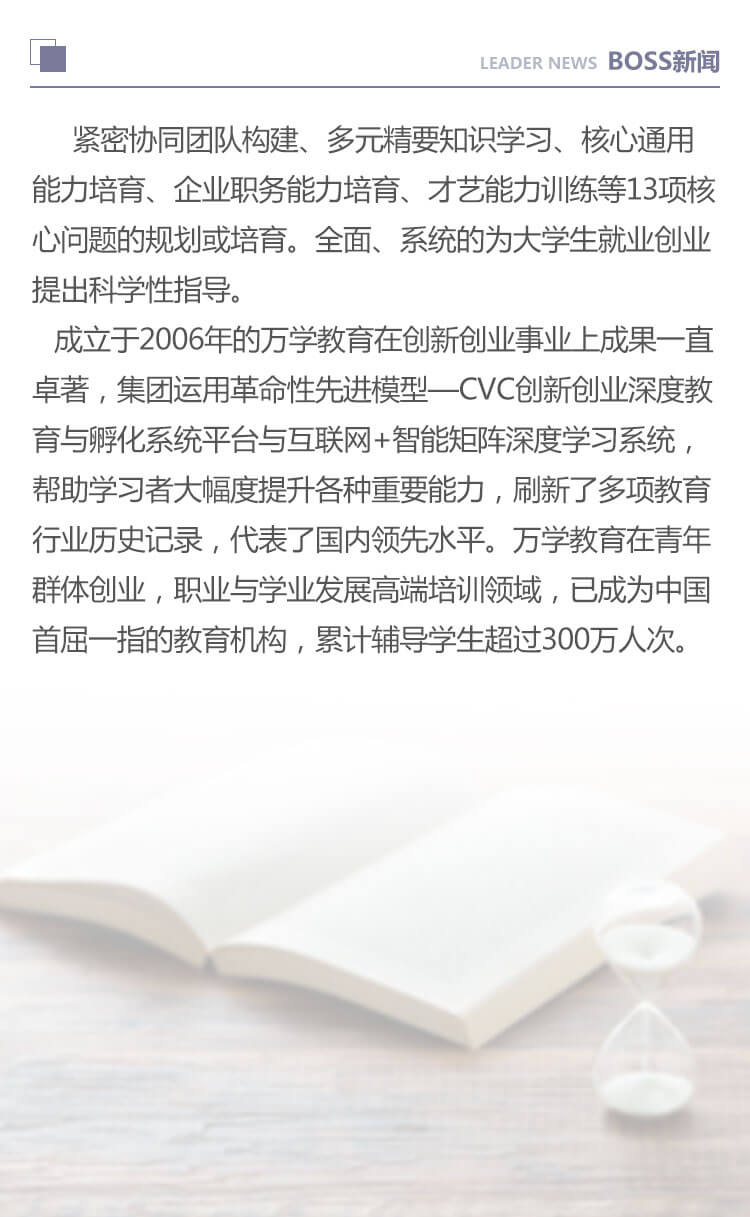 LEADER NEWS BOSS新闻
紧密协同团队构建、多元精要知识学习、核心通用
能力培育、企业职务能力培育、才艺能力训练等13项核
心问题的规划或培育。全面、系统的为大学生就业创业
提出科学性指导。
成立于2006年的万学教育在创新创业事业上成果一直
卓著，集团运用革命性先进模型—CVC创新创业深度教
育与孵化系统平台与互联网+智能矩阵深度学习系统，
帮助学习者大幅度提升各种重要能力，刷新了多项教育
行业历史记录，代表了国内领先水平。万学教育在青年
群体创业，职业与学业发展高端培训领域，已成为中国
首屈一指的教育机构，累计辅导学生超过300万人次。